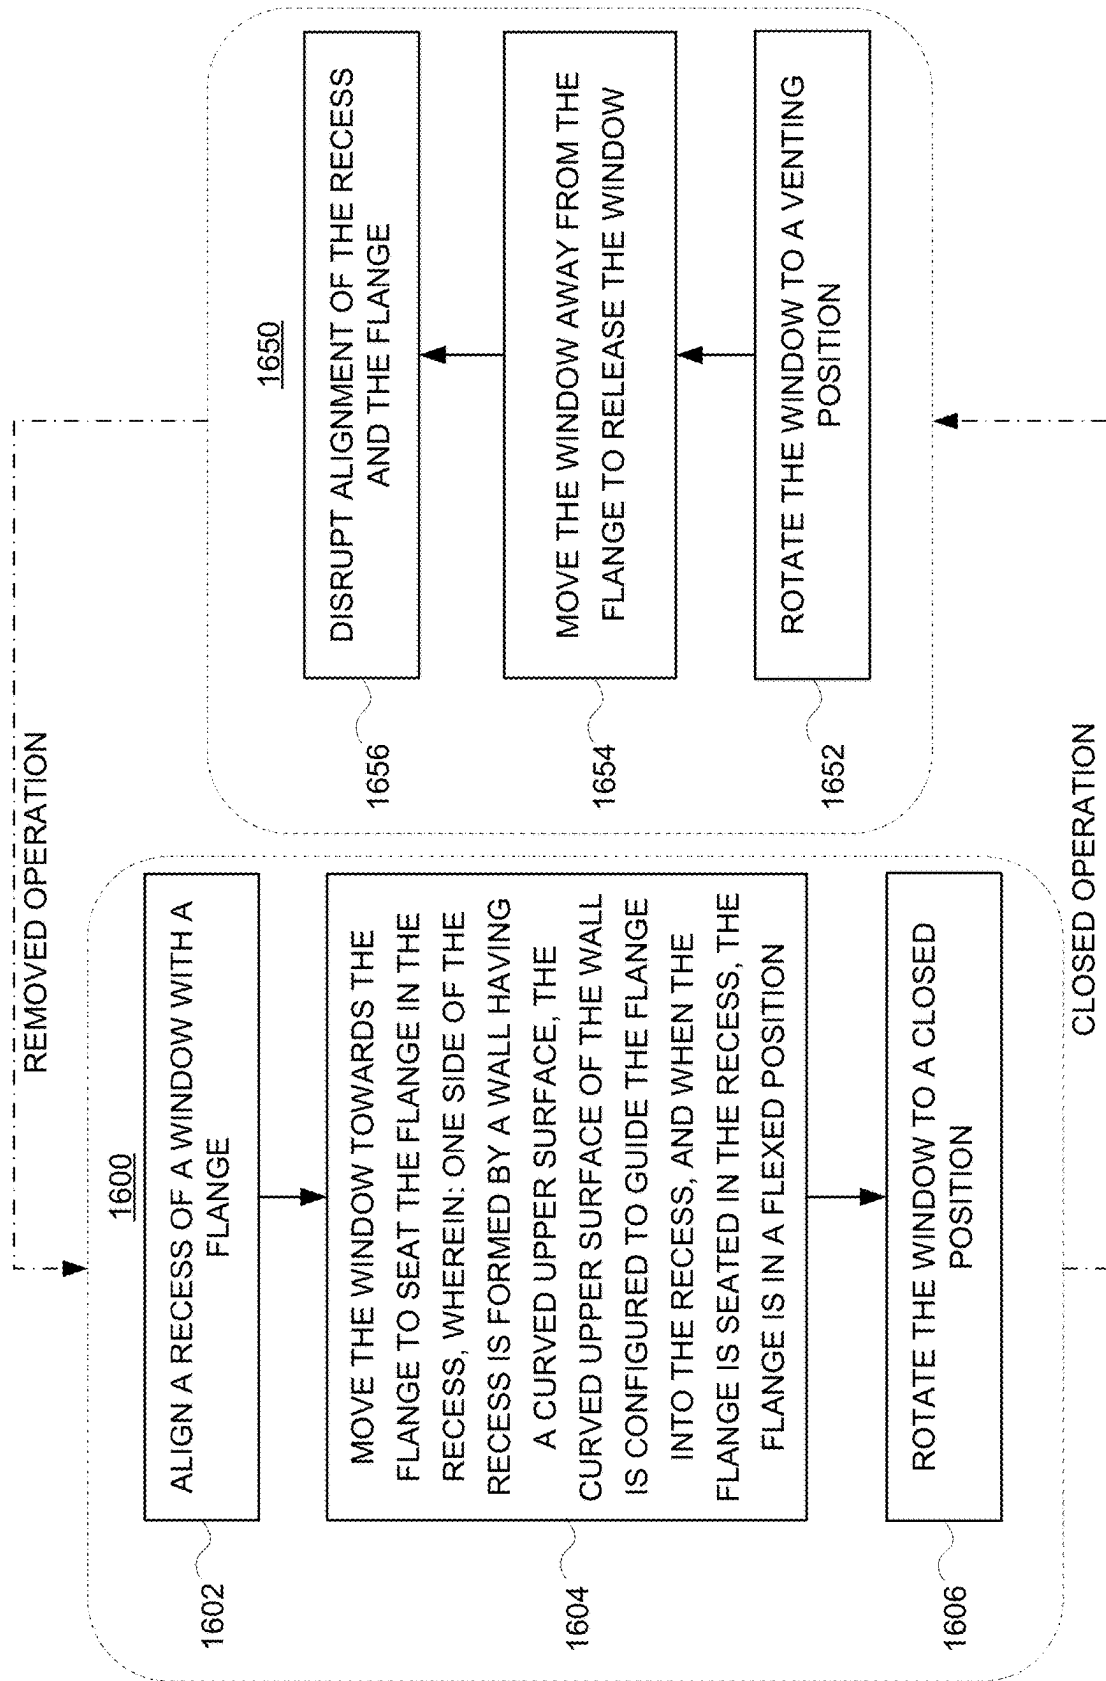 REMOVED OPERATION
1600
1602
ALIGN A RECESS OF A WINDOW WITH A
FLANGE
1604
MOVE THE WINDOW TOWARDS THE
FLANGE TO SEAT THE FLANGE IN THE
RECESS, WHEREIN: ONE SIDE OF THE
RECESS IS FORMED BY A WALL HAVING
A CURVED UPPER SURFACE, THE
CURVED UPPER SURFACE OF THE WALL
IS CONFIGURED TO GUIDE THE FLANGE
INTO THE RECESS, AND WHEN THE
FLANGE IS SEATED IN THE RECESS, THE
FLANGE IS IN A FLEXED POSITION
1606
ROTATE THE WINDOW TO A CLOSED
POSITION
1650
1656
DISRUPT ALIGNMENT OF THE RECESS
AND THE FLANGE
1654
MOVE THE WINDOW AWAY FROM THE
FLANGE TO RELEASE THE WINDOW
1652
ROTATE THE WINDOW TO A VENTING
POSITION
CLOSED OPERATION